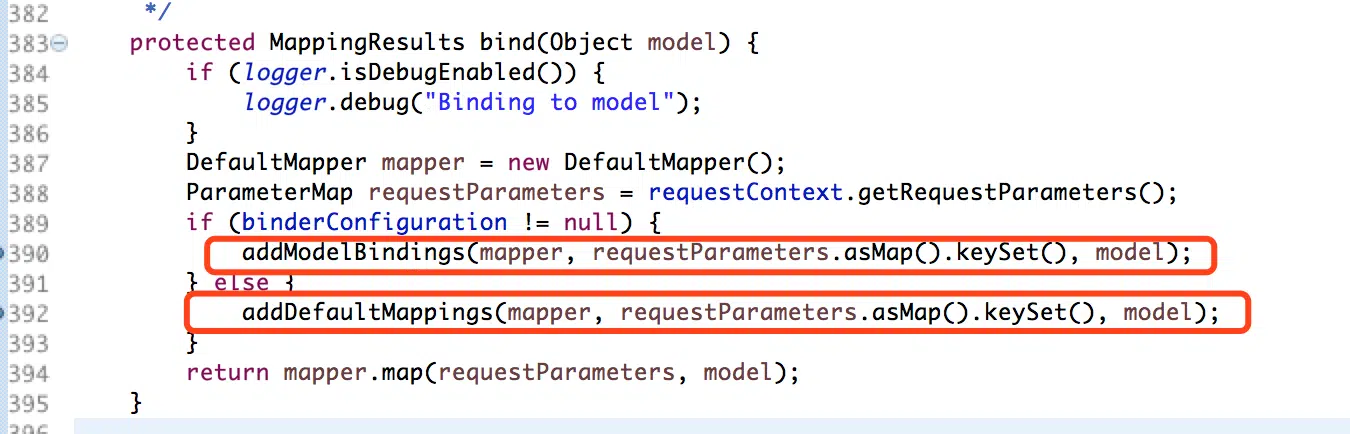 382 */
383 protected MappingResults bind(Object model) {
384 if (logger.isDebugEnabled()) {
385 logger.debug("Binding to model");
386 }
387 DefaultMapper mapper = new DefaultMapper();
388 ParameterMap requestParameters = requestContext.getRequestParameters();
389 if (binderConfiguration != null) {
390 addModelBindings(mapper, requestParameters.asMap().keySet(), model);
391 } else {
392 addDefaultMappings(mapper, requestParameters.asMap().keySet(), model);
393 }
394 return mapper.map(requestParameters, model);
395 }
396